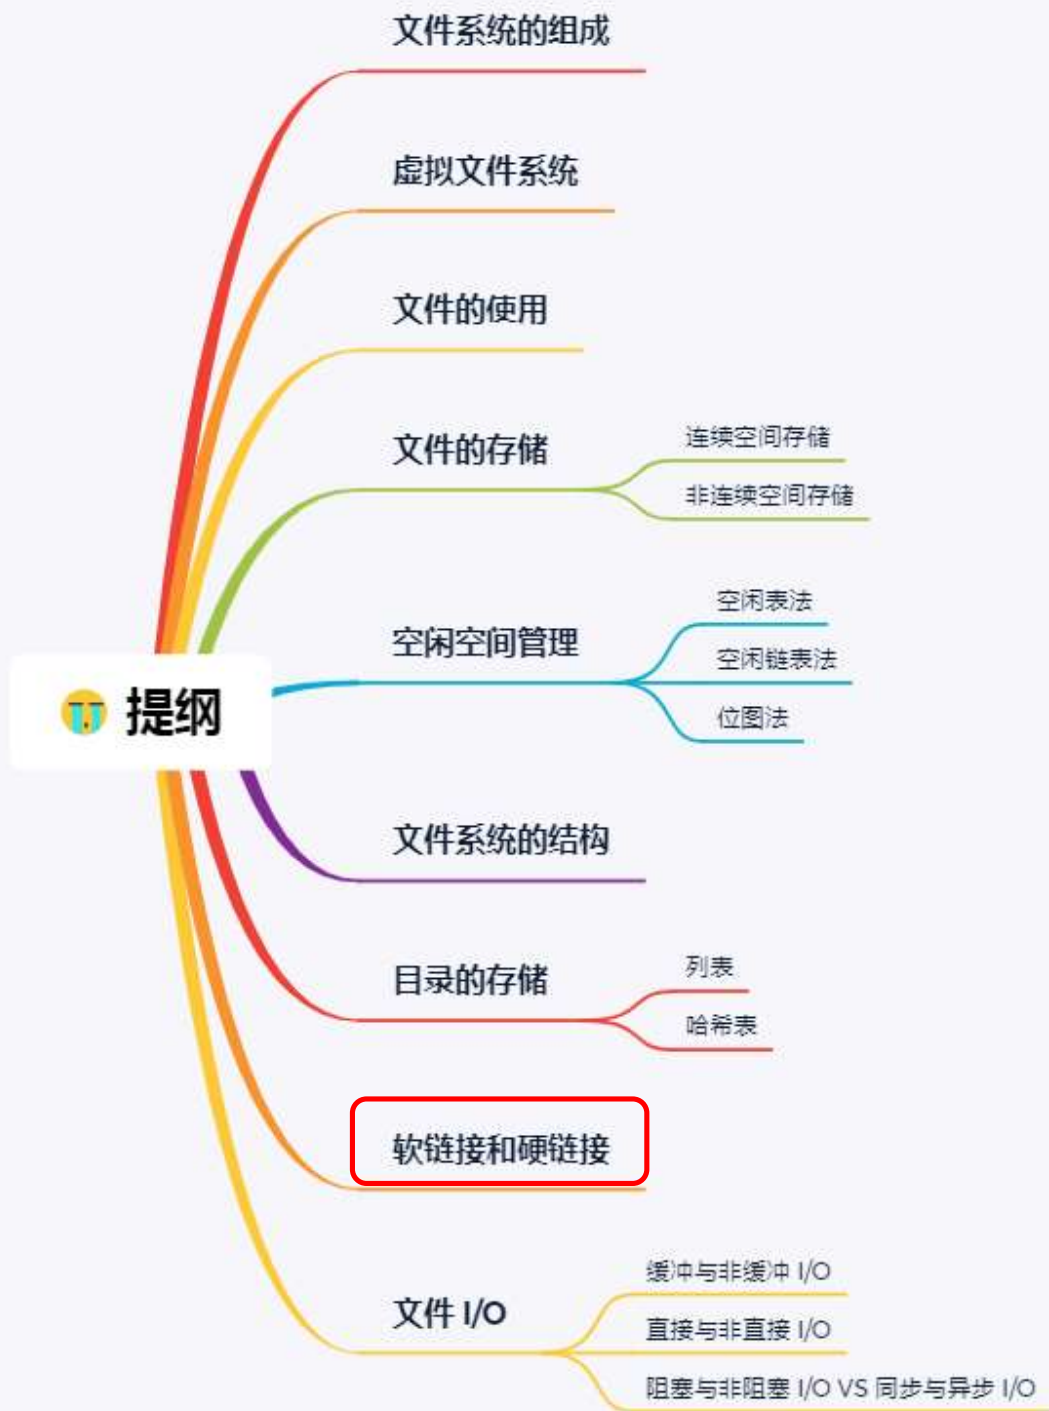 文件系统的组成
虚拟文件系统
文件的使用
文件的存储
连续空间存储
非连续空间存储
空闲空间管理
空闲表法
空闲链表法
位图法
提纲
文件系统的结构
目录的存储
列表
哈希表
软链接和硬链接
文件 I/O
缓冲与非缓冲 I/O
直接与非直接 I/O
阻塞与非阻塞 I/O VS 同步与异步 I/O